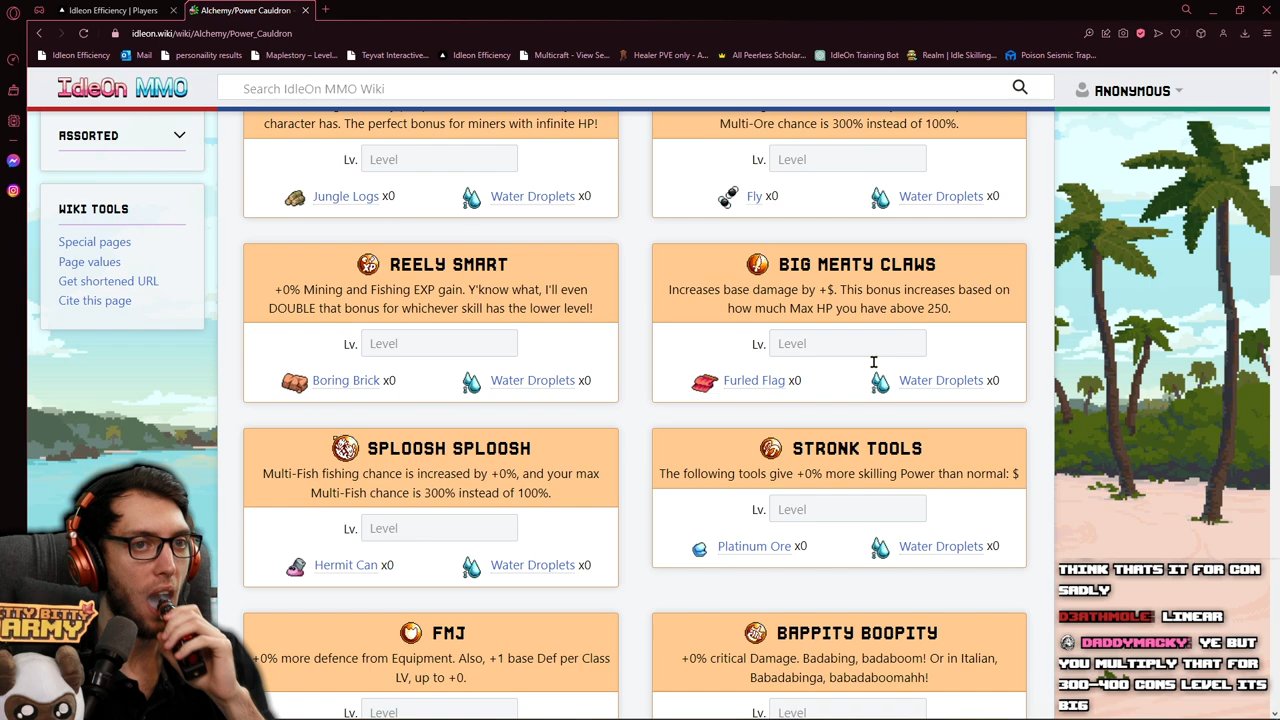 Idleon Efficiency | Players
Alchemy/Power Cauldron -
idleon.wiki/wiki/Alchemy/Power_Cauldron
Idleon Efficiency
Mail
personaility results
Maplestory – Level...
Teyvat Interactive...
Idleon Efficiency
Multicraft - View Se...
Healer PVE only - A...
All Peerless Scholar...
IdleOn Training Bot
Realm | Idle Skilling...
Poison Seismic Trap...
IdleOn MMO
Search IdleOn MMO Wiki
ANONYMOUS
ASSORTED
WIKI TOOLS
Special pages
Page values
Get shortened URL
Cite this page
character has. The perfect bonus for miners with infinite HP!
Lv. Level
Jungle Logs x0
Water Droplets x0
Multi-Ore chance is 300% instead of 100%.
Lv. Level
Fly x0
Water Droplets x0
REELY SMART
+0% Mining and Fishing EXP gain. Y'know what, I'll even
DOUBLE that bonus for whichever skill has the lower level!
Lv. Level
Boring Brick x0
Water Droplets x0
BIG MEATY CLAWS
Increases base damage by +$. This bonus increases based on
how much Max HP you have above 250.
Lv. Level
Furled Flag x0
Water Droplets x0
SPLOOSH SPLOOSH
Multi-Fish fishing chance is increased by +0%, and your max
Multi-Fish chance is 300% instead of 100%.
Lv. Level
Hermit Can x0
Water Droplets x0
STRONK TOOLS
The following tools give +0% more skilling Power than normal: $
Lv. Level
Platinum Ore x0
Water Droplets x0
FMJ
+0% more defence from Equipment. Also, +1 base Def per Class
LV, up to +0.
Lv. Level
BAPPITY BOOPITY
+0% critical Damage. Badabing, badaboom! Or in Italian,
Babadabinga, babadaboomahh!
Lv. Level
THINK THATS IT FOR CON
SADLY
D3ATHMOLE LINEAR
DADDYMACKY: YE BUT
YOU MULTIPLY THAT FOR
300-400 CONS LEVEL ITS
BIG
ITTY BITTY
ARMY